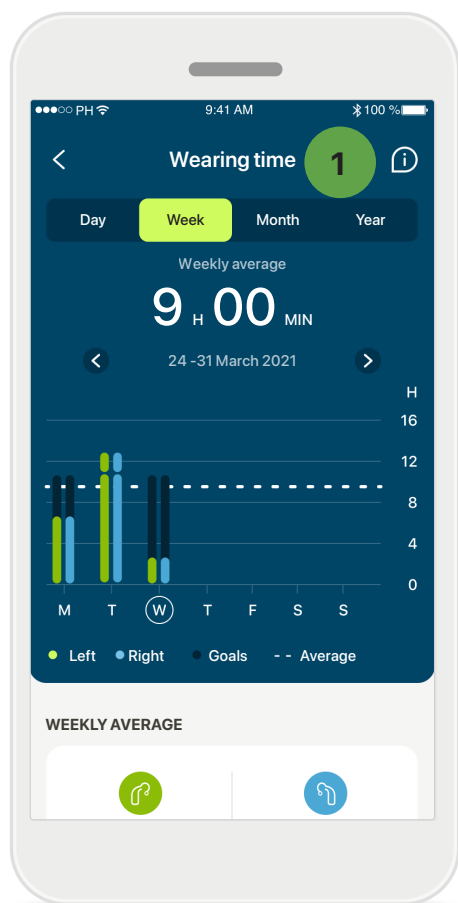 PH 9:41 AM 100 %
Wearing time 1
Day Week Month Year
Weekly average
9 H 00 MIN
24 -31 March 2021
H
16
12
8
4
0
M T W T F S S
Left Right Goals - - Average
WEEKLY AVERAGE